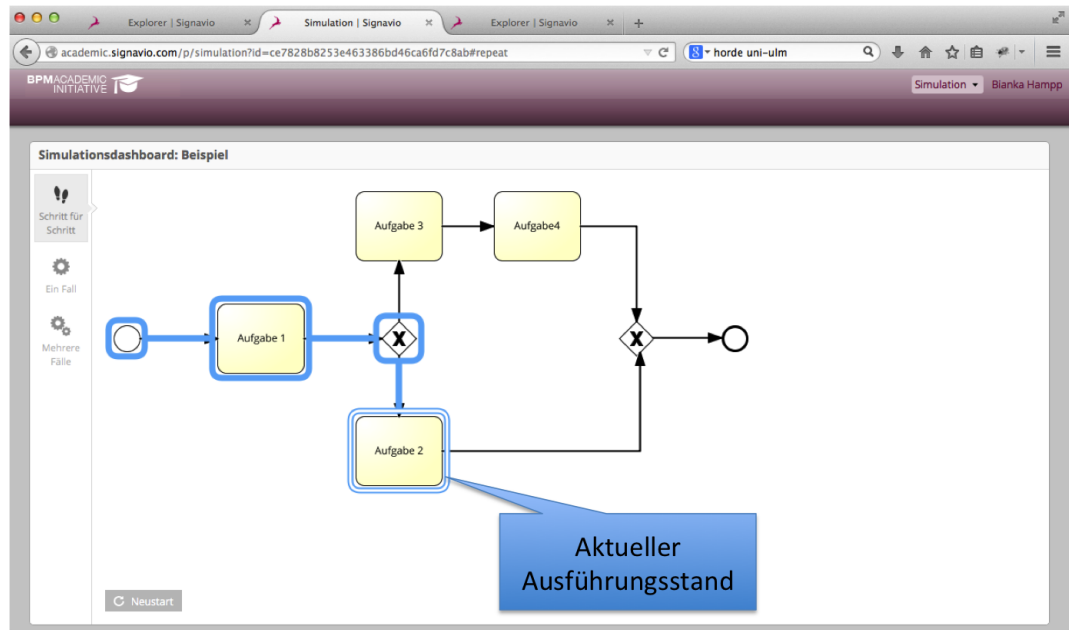 Explorer | Signavio
Simulation | Signavio
Explorer | Signavio
academic.signavio.com/p/simulation?id=ce7828b8253e463386bd46ca6fd7c8ab#repeat
8
horde uni-ulm
BPMACADEMIC
INITIATIVE
Simulation
Bianka Hampp
Simulationsdashboard: Beispiel
Schritt für
Schritt
Ein Fall
Mehrere
Fälle
Aufgabe 3
Aufgabe4
Aufgabe 1
X
X
Aufgabe 2
Aktueller
Ausführungsstand
Neustart